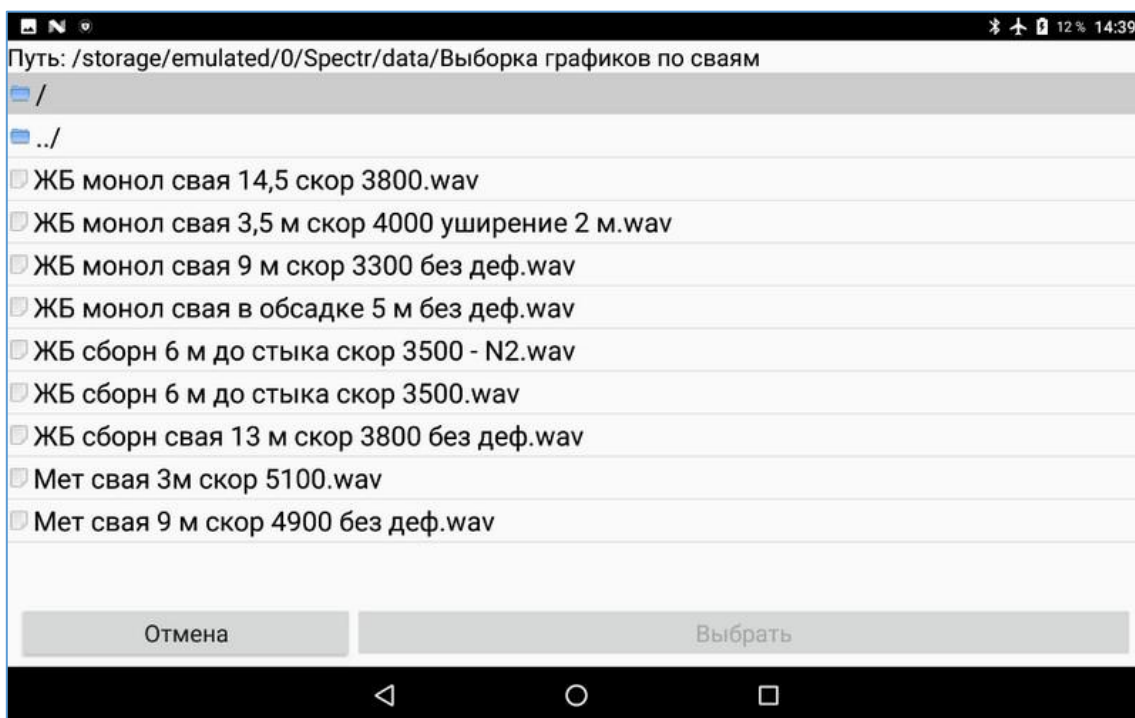 12 % 14:39
Путь: /storage/emulated/0/Spectr/data/Выборка графиков по сваям
/
../
ЖБ монол свая 14,5 скор 3800.wav
ЖБ монол свая 3,5 м скор 4000 уширение 2 м.wav
ЖБ монол свая 9 м скор 3300 без деф.wav
ЖБ монол свая в обсадке 5 м без деф.wav
ЖБ сборн 6 м до стыка скор 3500 - N2.wav
ЖБ сборн 6 м до стыка скор 3500.wav
ЖБ сборн свая 13 м скор 3800 без деф.wav
Мет свая 3м скор 5100.wav
Мет свая 9 м скор 4900 без деф.wav
Отмена Выбрать